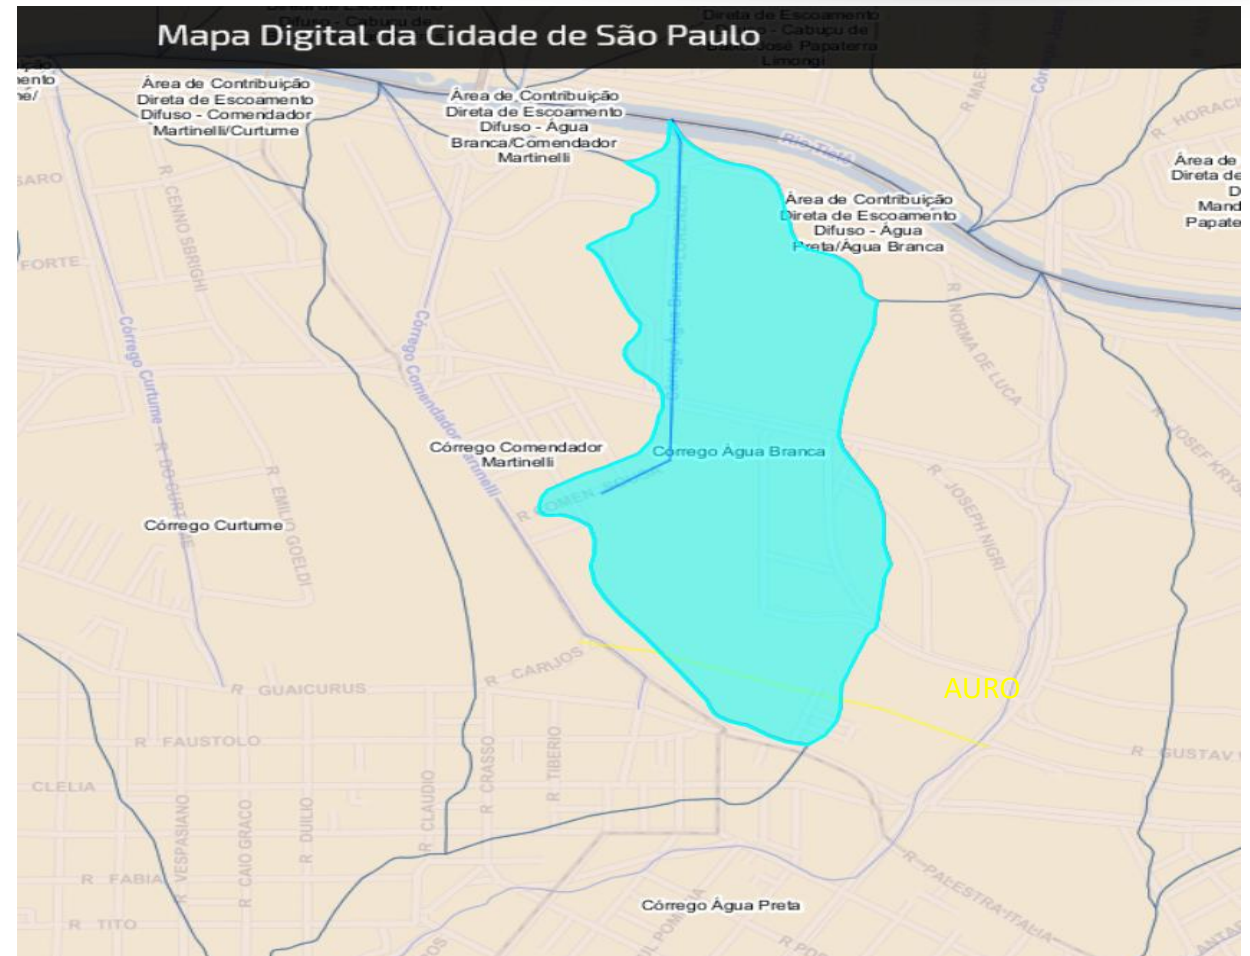 Mapa Digital da Cidade de São Paulo
Área de Contribuição
Direta de Escoamento
Difuso - Comendador
Martinelli/Curtume
Área de Contribuição
Direta de Escoamento
Difuso - Água
Branca/Comendador
Martinelli
Rio Tietê
Área de Contribuição
Direta de Escoamento
Difuso - Água
Preta/Água Branca
Área de
Direta de
R HORACI
R CENNO SBRIGHI
FORTE
R NORMA DE LUCA
Córrego Curtume
Córrego Comendador Martinelli
Córrego Comendador
Martinelli
Córrego Água Branca
R DO CURTUME
R EMILIO GOELDI
R JOSEPH NIGRI
Córrego Curtume
R CARIJOS
R GUAICURUS
AURO
R FAUSTOLO
R GUSTAV
CLELIA
R VESPASIANO
R CAIO GRACO
R DUILIO
R CLAUDIO
R CRASSO
R TIBERIO
R FABIA
R PALESTRA ITALIA
R TITO
Córrego Água Preta